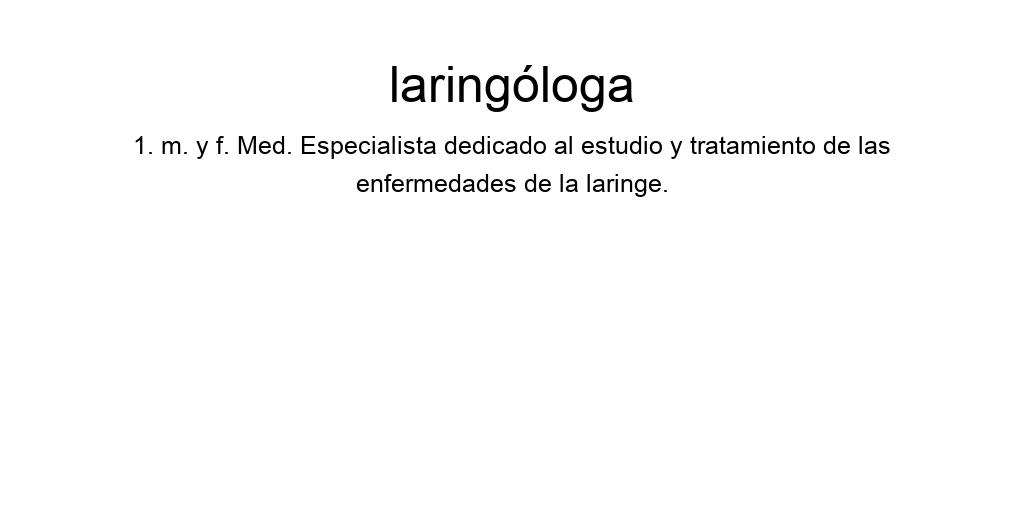 laringóloga
1. m. y f. Med. Especialista dedicado al estudio y tratamiento de las
enfermedades de la laringe.